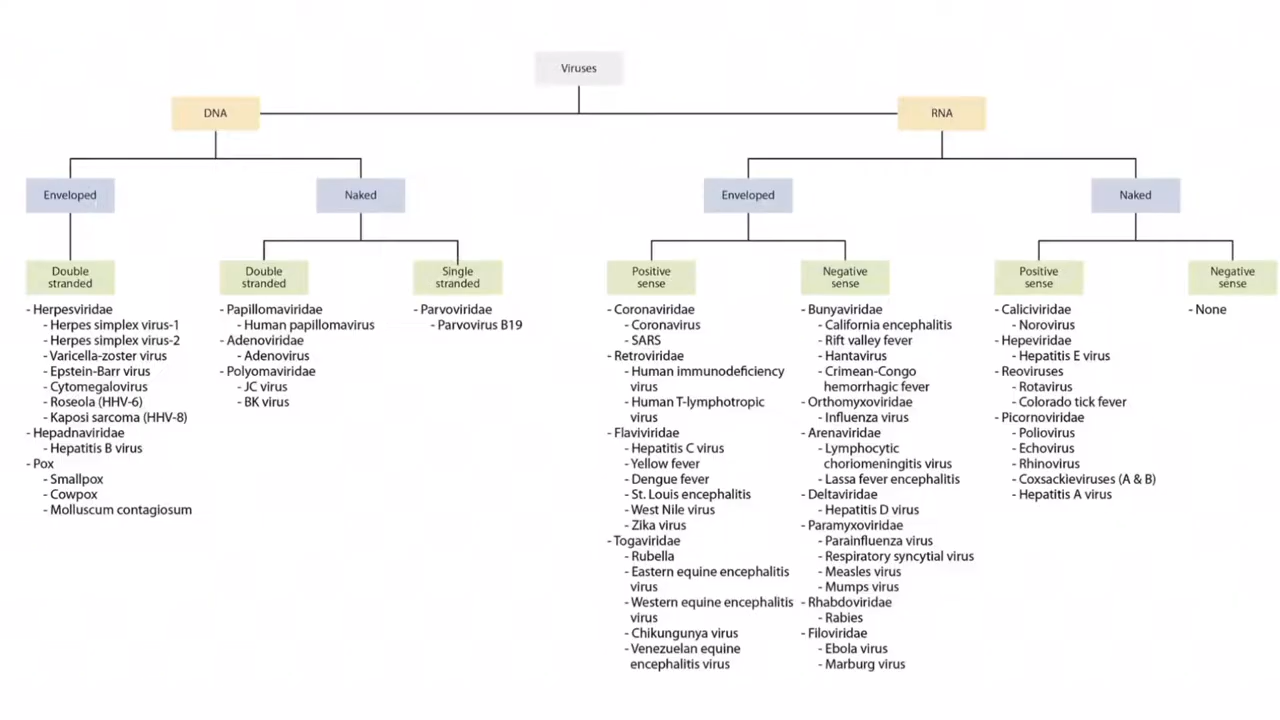 Viruses
DNA
RNA
Enveloped
Naked
Enveloped
Naked
Double
stranded
- Herpesviridae
- Herpes simplex virus-1
- Herpes simplex virus-2
- Varicella-zoster virus
- Epstein-Barr virus
- Cytomegalovirus
- Roseola (HHV-6)
- Kaposi sarcoma (HHV-8)
- Hepadnaviridae
- Hepatitis B virus
- Pox
- Smallpox
- Cowpox
- Molluscum contagiosum
Double
stranded
- Papillomaviridae
- Human papillomavirus
- Adenoviridae
- Adenovirus
- Polyomaviridae
- JC virus
- BK virus
Single
stranded
- Parvoviridae
- Parvovirus B19
Positive
sense
- Coronaviridae
- Coronavirus
- SARS
- Retroviridae
- Human immunodeficiency
virus
- Human T-lymphotropic
virus
- Flaviviridae
- Hepatitis C virus
- Yellow fever
- Dengue fever
- St. Louis encephalitis
- West Nile virus
- Zika virus
- Togaviridae
- Rubella
- Eastern equine encephalitis
virus
- Western equine encephalitis
virus
- Chikungunya virus
- Venezuelan equine
encephalitis virus
Negative
sense
- Bunyaviridae
- California encephalitis
- Rift valley fever
- Hantavirus
- Crimean-Congo
hemorrhagic fever
- Orthomyxoviridae
- Influenza virus
- Arenaviridae
- Lymphocytic
choriomeningitis virus
- Lassa fever encephalitis
- Deltaviridae
- Hepatitis D virus
- Paramyxoviridae
- Parainfluenza virus
- Respiratory syncytial virus
- Measles virus
- Mumps virus
- Rhabdoviridae
- Rabies
- Filoviridae
- Ebola virus
- Marburg virus
Positive
sense
- Caliciviridae
- Norovirus
- Hepeviridae
- Hepatitis E virus
- Reoviruses
- Rotavirus
- Colorado tick fever
- Picornoviridae
- Poliovirus
- Echovirus
- Rhinovirus
- Coxsackieviruses (A & B)
- Hepatitis A virus
Negative
sense
- None